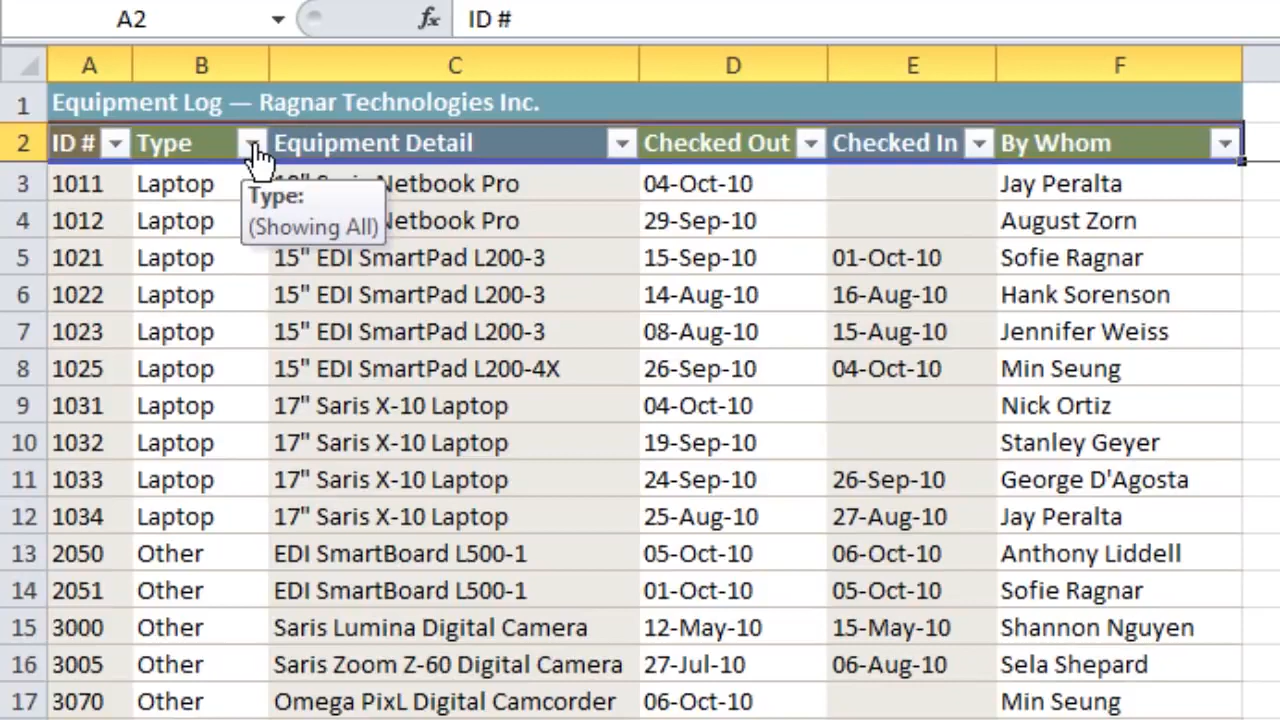 A2 fx ID #
A B C D E F
1 Equipment Log — Ragnar Technologies Inc.
2 ID # Type Equipment Detail Checked Out Checked In By Whom
3 1011 Laptop Netbook Pro 04-Oct-10 Jay Peralta
Type:
4 1012 Laptop Netbook Pro 29-Sep-10 August Zorn
(Showing All)
5 1021 Laptop 15" EDI SmartPad L200-3 15-Sep-10 01-Oct-10 Sofie Ragnar
6 1022 Laptop 15" EDI SmartPad L200-3 14-Aug-10 16-Aug-10 Hank Sorenson
7 1023 Laptop 15" EDI SmartPad L200-3 08-Aug-10 15-Aug-10 Jennifer Weiss
8 1025 Laptop 15" EDI SmartPad L200-4X 26-Sep-10 04-Oct-10 Min Seung
9 1031 Laptop 17" Saris X-10 Laptop 04-Oct-10 Nick Ortiz
10 1032 Laptop 17" Saris X-10 Laptop 19-Sep-10 Stanley Geyer
11 1033 Laptop 17" Saris X-10 Laptop 24-Sep-10 26-Sep-10 George D'Agosta
12 1034 Laptop 17" Saris X-10 Laptop 25-Aug-10 27-Aug-10 Jay Peralta
13 2050 Other EDI SmartBoard L500-1 05-Oct-10 06-Oct-10 Anthony Liddell
14 2051 Other EDI SmartBoard L500-1 01-Oct-10 05-Oct-10 Sofie Ragnar
15 3000 Other Saris Lumina Digital Camera 12-May-10 15-May-10 Shannon Nguyen
16 3005 Other Saris Zoom Z-60 Digital Camera 27-Jul-10 06-Aug-10 Sela Shepard
17 3070 Other Omega PixL Digital Camcorder 06-Oct-10 Min Seung